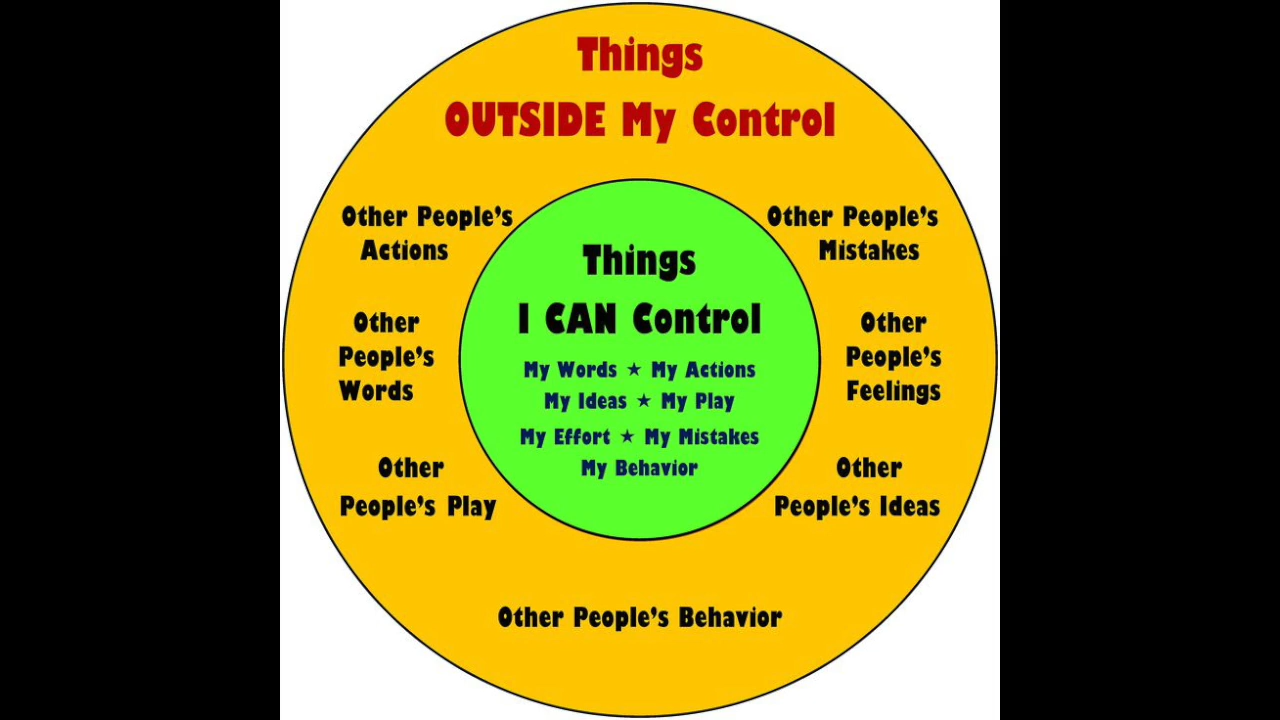 Things
OUTSIDE My Control
Other People's
Actions
Other People's
Mistakes
Other
People's
Words
Other
People's
Feelings
Other
People's Play
Other
People's Ideas
Other People's Behavior
Things
I CAN Control
My Words ★ My Actions
My Ideas ★ My Play
My Effort ★ My Mistakes
My Behavior